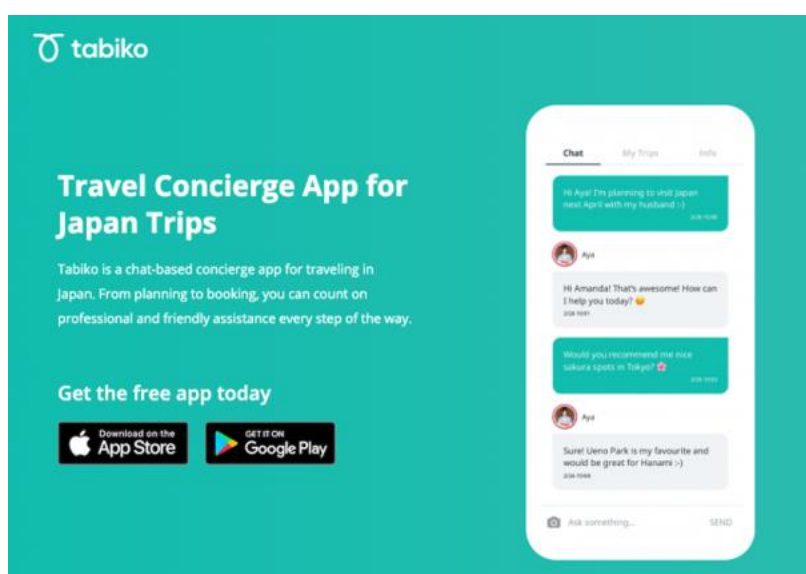 tabiko
Travel Concierge App for
Japan Trips
Tabiko is a chat-based concierge app for traveling in
Japan. From planning to booking, you can count on
professional and friendly assistance every step of the way.
Get the free app today
Download on the
App Store
GET IT ON
Google Play
Chat My Trips Info
Hi Aya! I'm planning to visit Japan
next April with my husband :-)
Aya
Hi Amanda! That's awesome! How can
I help you today? 😉
Would you recommend me nice
sakura spots in Tokyo? 🌸
Aya
Sure! Ueno Park is my favourite and
would be great for Hanami :-)
Ask something... SEND